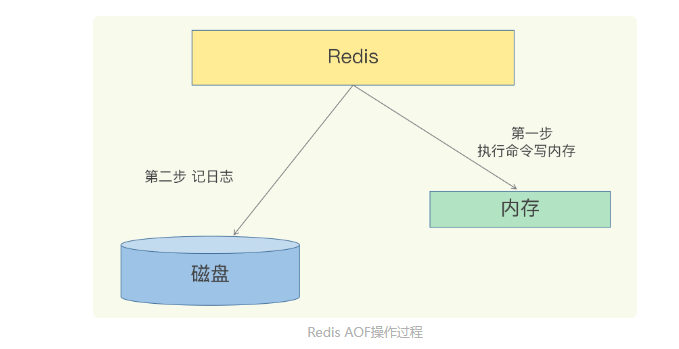 Redis
第一步
执行命令写内存
第二步 记日志
内存
磁盘
Redis AOF操作过程